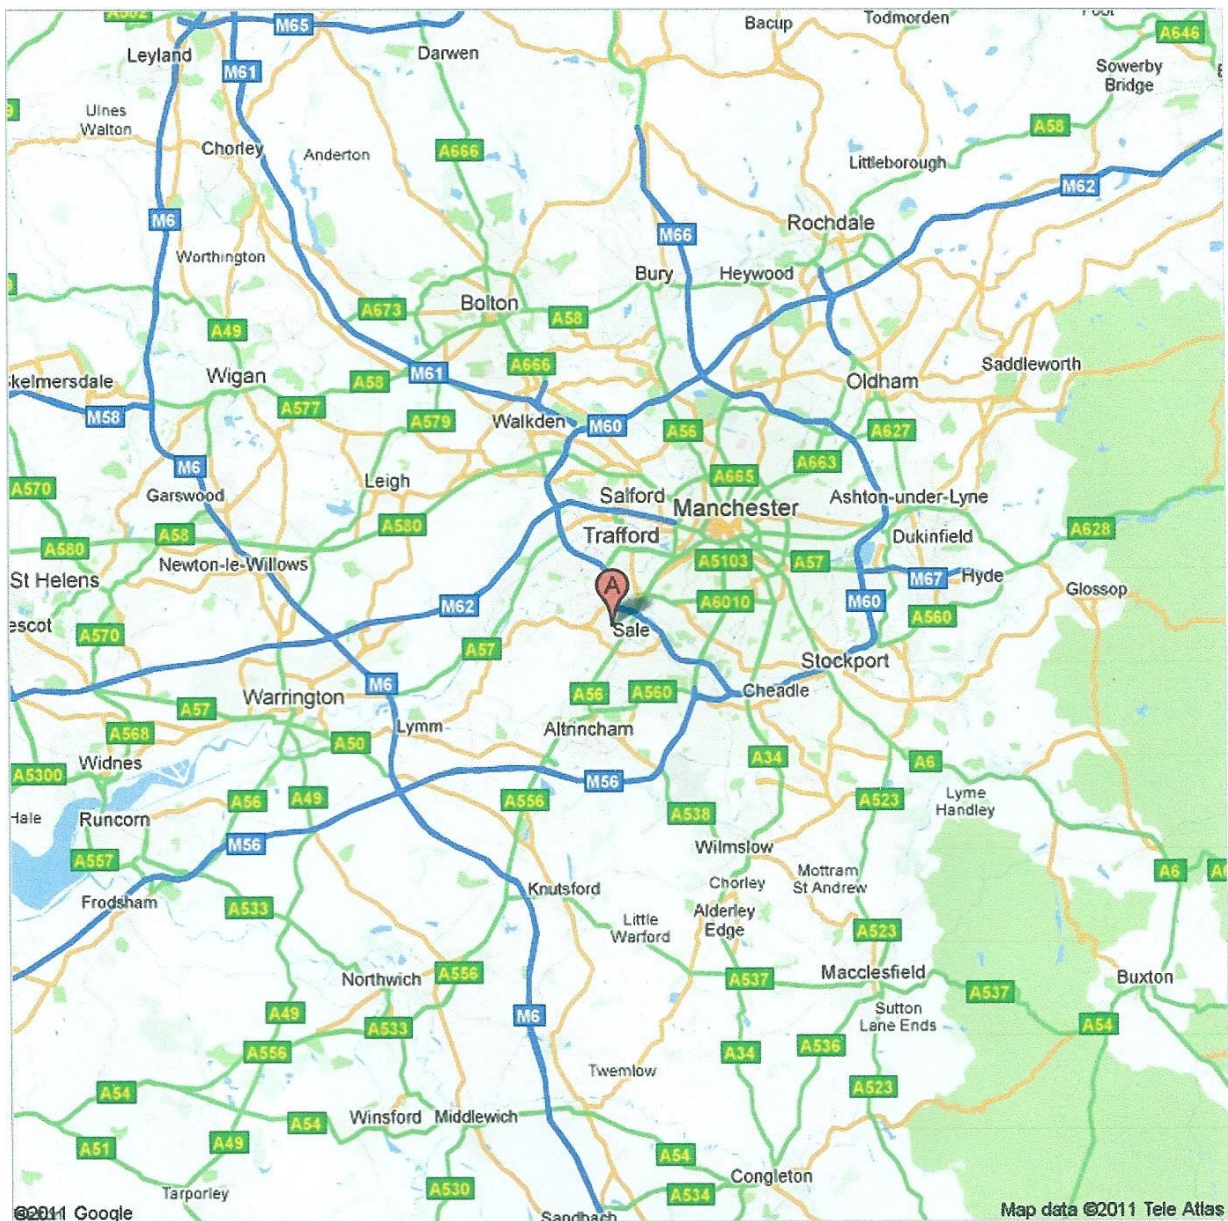 M65
Bacup
Todmorden
A646
Leyland
Darwen
Sowerby
Bridge
M61
Ulnes
Walton
A58
Chorley
Anderton
A666
Littleborough
M62
M6
Rochdale
M66
Worthington
Bury
Heywood
Bolton
A673
A58
A49
A666
Saddleworth
Skelmersdale
Wigan
A58
M61
Oldham
M58
A577
A579
Walkden
M60
A56
A627
M6
A663
A665
A570
Garswood
Leigh
Salford
Manchester
Ashton-under-Lyne
A580
A58
A580
Trafford
Dukinfield
A628
Newton-le-Willows
A5103
A57
St Helens
M67
Hyde
A
Glossop
M62
A6010
M60
A560
escot
A570
Sale
A57
Stockport
M6
Warrington
A56
A560
Cheadle
A57
Lymm
Altrincham
A568
A50
Widnes
A34
A6
A5300
M56
A56
A49
A556
A538
A523
Lyme
Handley
Hale
Runcorn
M56
Wilmslow
A557
Mottram
St Andrew
A6
Frodsham
Knutsford
Chorley
A533
Little
Warford
Alderley
Edge
A523
Northwich
A556
A537
Macclesfield
A537
Buxton
A49
A533
M6
Sutton
Lane Ends
A54
A556
A34
A536
Twemlow
A523
A54
Winsford
Middlewich
A54
A51
A49
A54
Congleton
Tarporley
A530
A534
Sandbach
©2011 Google
Map data ©2011 Tele Atlas